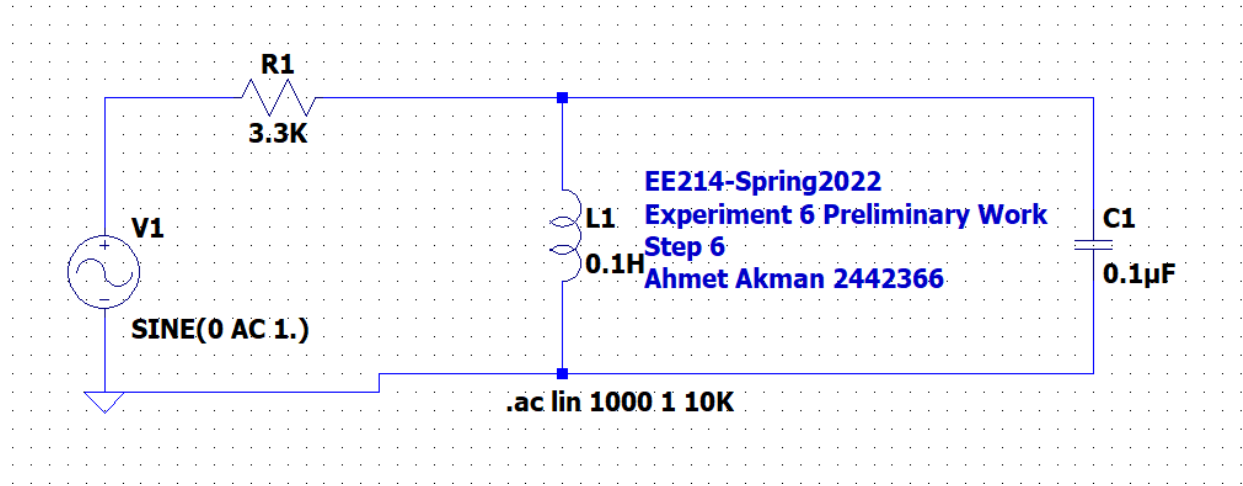 R1
3.3K
V1
SINE(0 AC 1.)
L1
0.1H
EE214-Spring2022
Experiment 6 Preliminary Work
Step 6
Ahmet Akman 2442366
C1
0.1µF
.ac lin 1000 1 10K